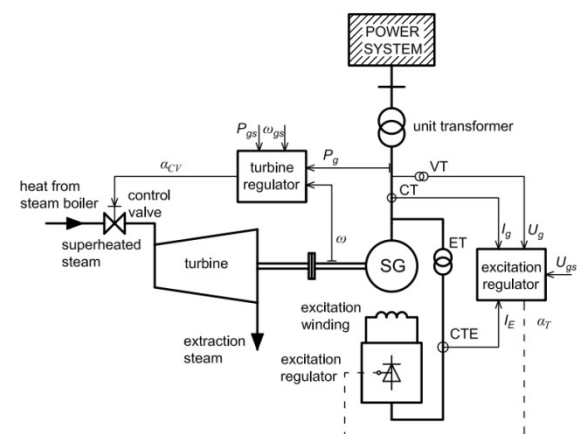 POWER
SYSTEM
unit transformer
P_gs ω_gs
P_g
VT
α_CV
turbine
regulator
CT
heat from
steam boiler
control
valve
I_g
U_g
ω
ET
superheated
steam
turbine
SG
excitation
regulator
U_gs
excitation
winding
I_E
α_T
extraction
steam
excitation
regulator
CTE